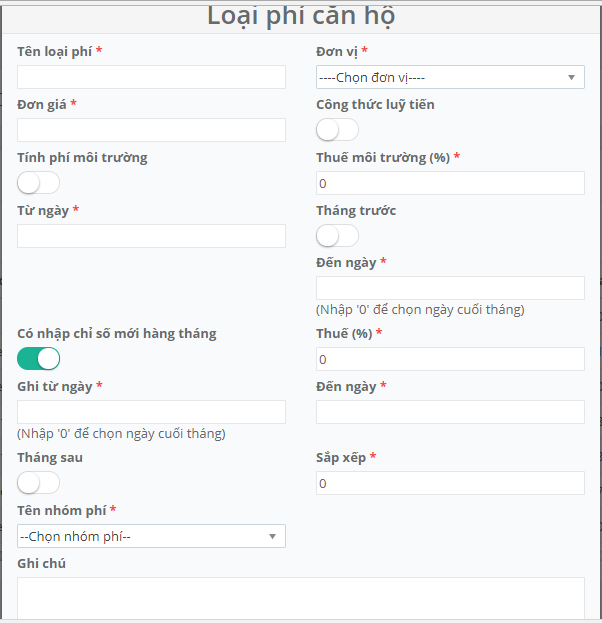 Loại phí căn hộ
Tên loại phí *
Đơn vị *
----Chọn đơn vị----
Đơn giá *
Công thức luỹ tiến
Tính phí môi trường
Thuế môi trường (%) *
0
Từ ngày *
Tháng trước
Đến ngày *
(Nhập '0' để chọn ngày cuối tháng)
Có nhập chỉ số mới hàng tháng
Thuế (%) *
0
Ghi từ ngày *
Đến ngày *
(Nhập '0' để chọn ngày cuối tháng)
Tháng sau
Sắp xếp *
0
Tên nhóm phí *
--Chọn nhóm phí--
Ghi chú